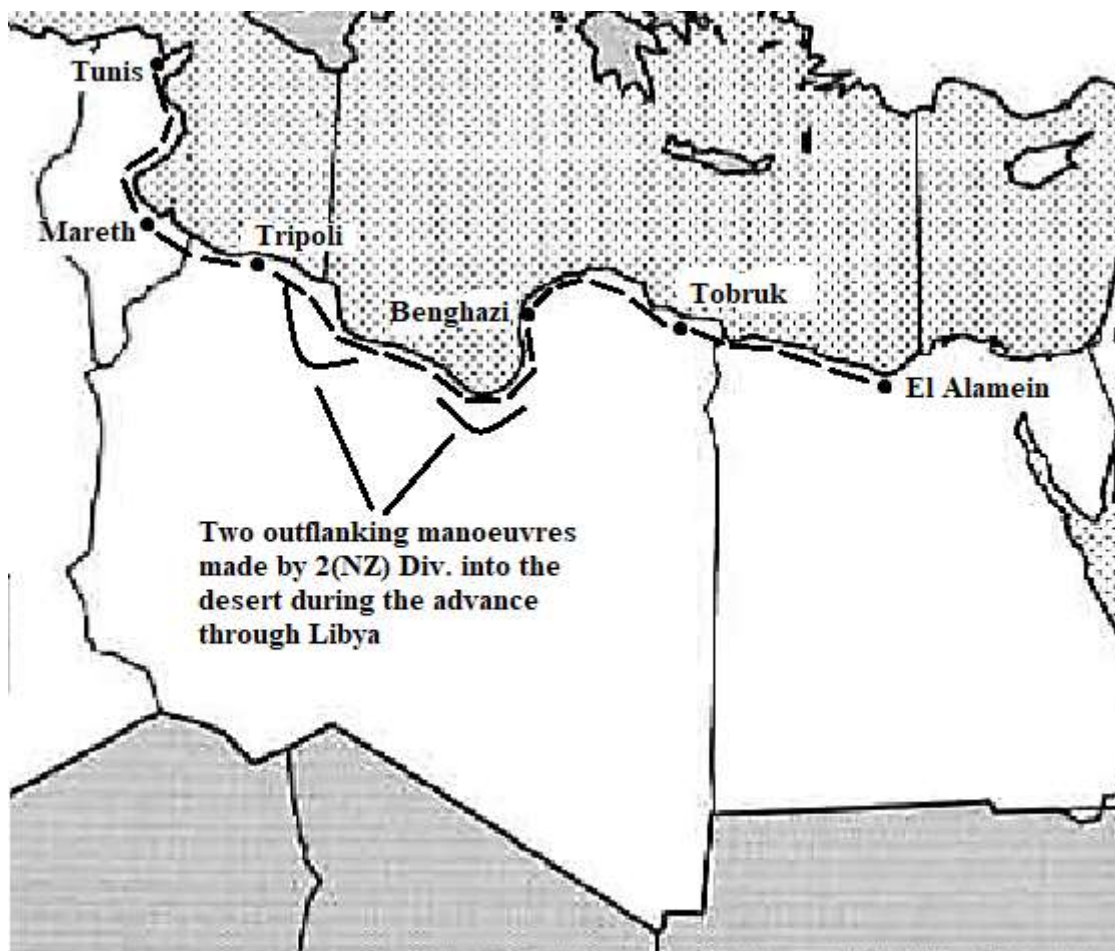 Tunis
Mareth
Tripoli
Benghazi
Tobruk
El Alamein
Two outflanking manoeuvres
made by 2(NZ) Div. into the
desert during the advance
through Libya